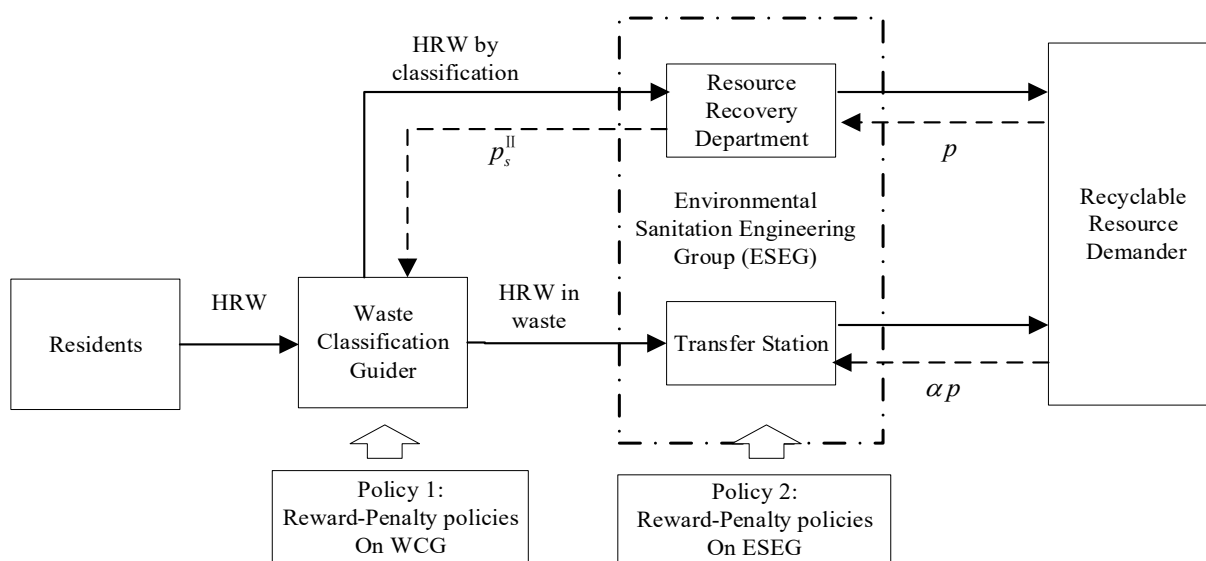 HRW by
classification
Resource
Recovery
Department
p
p_s^II
Environmental
Sanitation Engineering
Group (ESEG)
Recyclable
Resource
Demander
Residents
HRW
Waste
Classification
Guider
HRW in
waste
Transfer Station
α p
Policy 1:
Reward-Penalty policies
On WCG
Policy 2:
Reward-Penalty policies
On ESEG